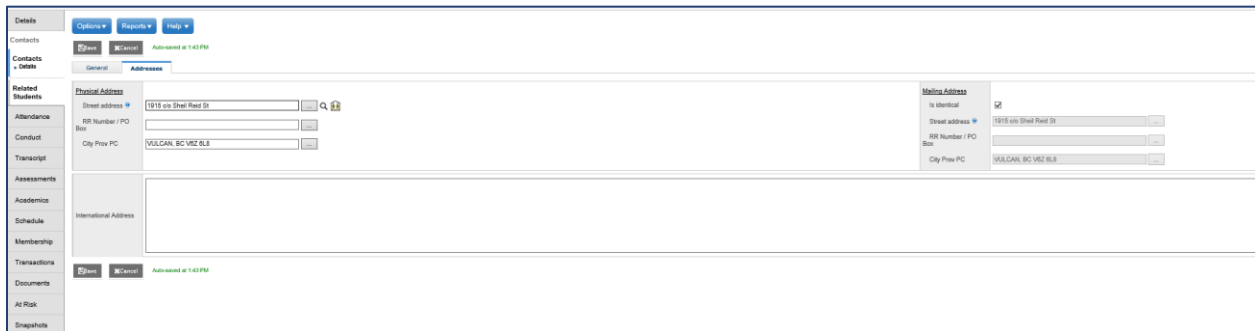 Details
Contacts
Contacts
Details
Related
Students
Attendance
Conduct
Transcript
Assessments
Academics
Schedule
Membership
Transactions
Documents
At Risk
Snapshots
Options Reports Help
Save Cancel Auto-saved at 1:43 PM
General Addresses
Physical Address
Street address 1915 c/o Sheil Reid St ...
RR Number / PO
Box ...
City Prov PC VULCAN, BC V6Z 6L8 ...
Mailing Address
Is identical
Street address 1915 c/o Sheil Reid St ...
RR Number / PO
Box ...
City Prov PC VULCAN, BC V6Z 6L8 ...
International Address
Save Cancel Auto-saved at 1:43 PM